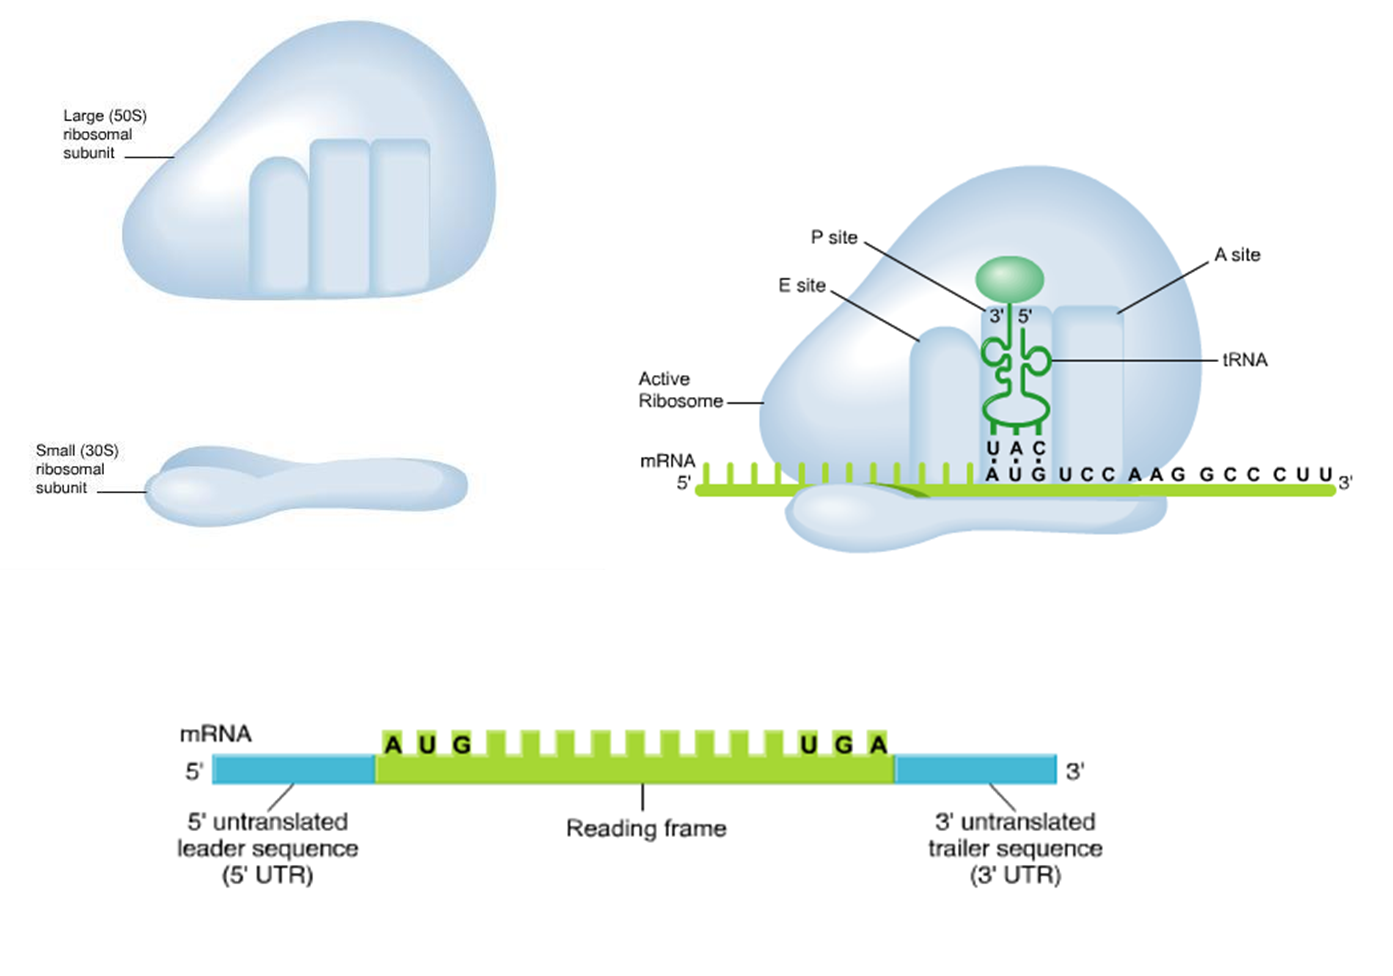 Large (50S)
ribosomal
subunit
Small (30S)
ribosomal
subunit
P site
A site
E site
3' 5'
tRNA
Active
Ribosome
U A C
mRNA
A U G U C C A A G G C C C U U
5'
3'
mRNA
A U G U G A
5'
3'
5' untranslated
leader sequence
(5' UTR)
Reading frame
3' untranslated
trailer sequence
(3' UTR)